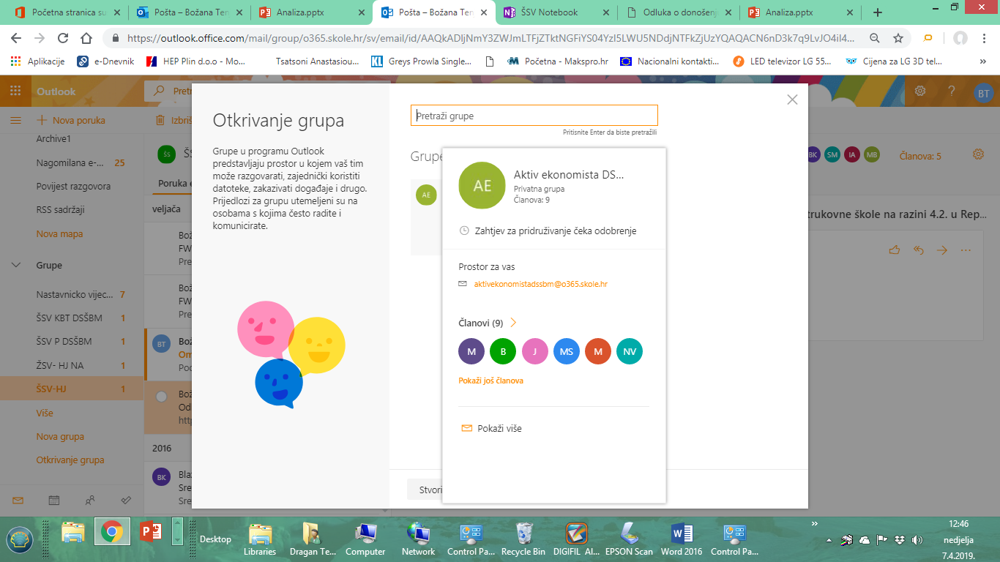 Početna stranica su
Pošta – Božana Ten
Analiza.pptx
Pošta – Božana Ten
ŠSV Notebook
Odluka o donošenj
Analiza.pptx
https://outlook.office.com/mail/group/o365.skole.hr/sv/email/id/
Aplikacije
e-Dnevnik
HEP Plin d.o.o - Mo...
Tsatsoni Anastasiou...
Greys Prowla Single...
Početna - Makspro.hr
Nacionalni kontakti...
LED televizor LG 55...
Cijena za LG 3D tel...
Outlook
Pretr
BT
Nova poruka
Izbriš
Archive1
Nagomilana e-... 25
Povijest razgovora
RSS sadržaji
Nova mapa
Grupe
Nastavnicko vijec... 7
ŠSV KBT DSŠBM 1
ŠSV P DSŠBM 1
ŽSV- HJ NA 1
ŠSV-HJ 1
Više
Nova grupa
Otkrivanje grupa
ŠS
ŠS
Poruka e
veljača
Bož
FW
Pre
Bož
FW
Pre
BT
Bož
Om
Poč
Bož
Odl
http
2016
BK
Blaž
Sre
Sre
Otkrivanje grupa
Grupe u programu Outlook
predstavljaju prostor u kojem vaš tim
može razgovarati, zajednički koristiti
datoteke, zakazivati događaje i drugo.
Prijedlozi za grupu utemeljeni su na
osobama s kojima često radite i
komunicirate.
Pretraži grupe
Pritisnite Enter da biste pretražili
Grupe
AE
AE
Aktiv ekonomista DS...
Privatna grupa
Članova: 9
Zahtjev za pridruživanje čeka odobrenje
Prostor za vas
aktivekonomistadssbm@o365.skole.hr
Članovi (9)
M B J MS M NV
Pokaži još članova
Pokaži više
Stvori
BK SM IA MB
Članova: 5
trukovne škole na razini 4.2. u Rep...
Desktop
Libraries
Dragan Te...
Computer
Network
Control Pa...
Recycle Bin
DIGIFIL Al...
EPSON Scan
Word 2016
Control Pa...
12:46
nedjelja
7.4.2019.